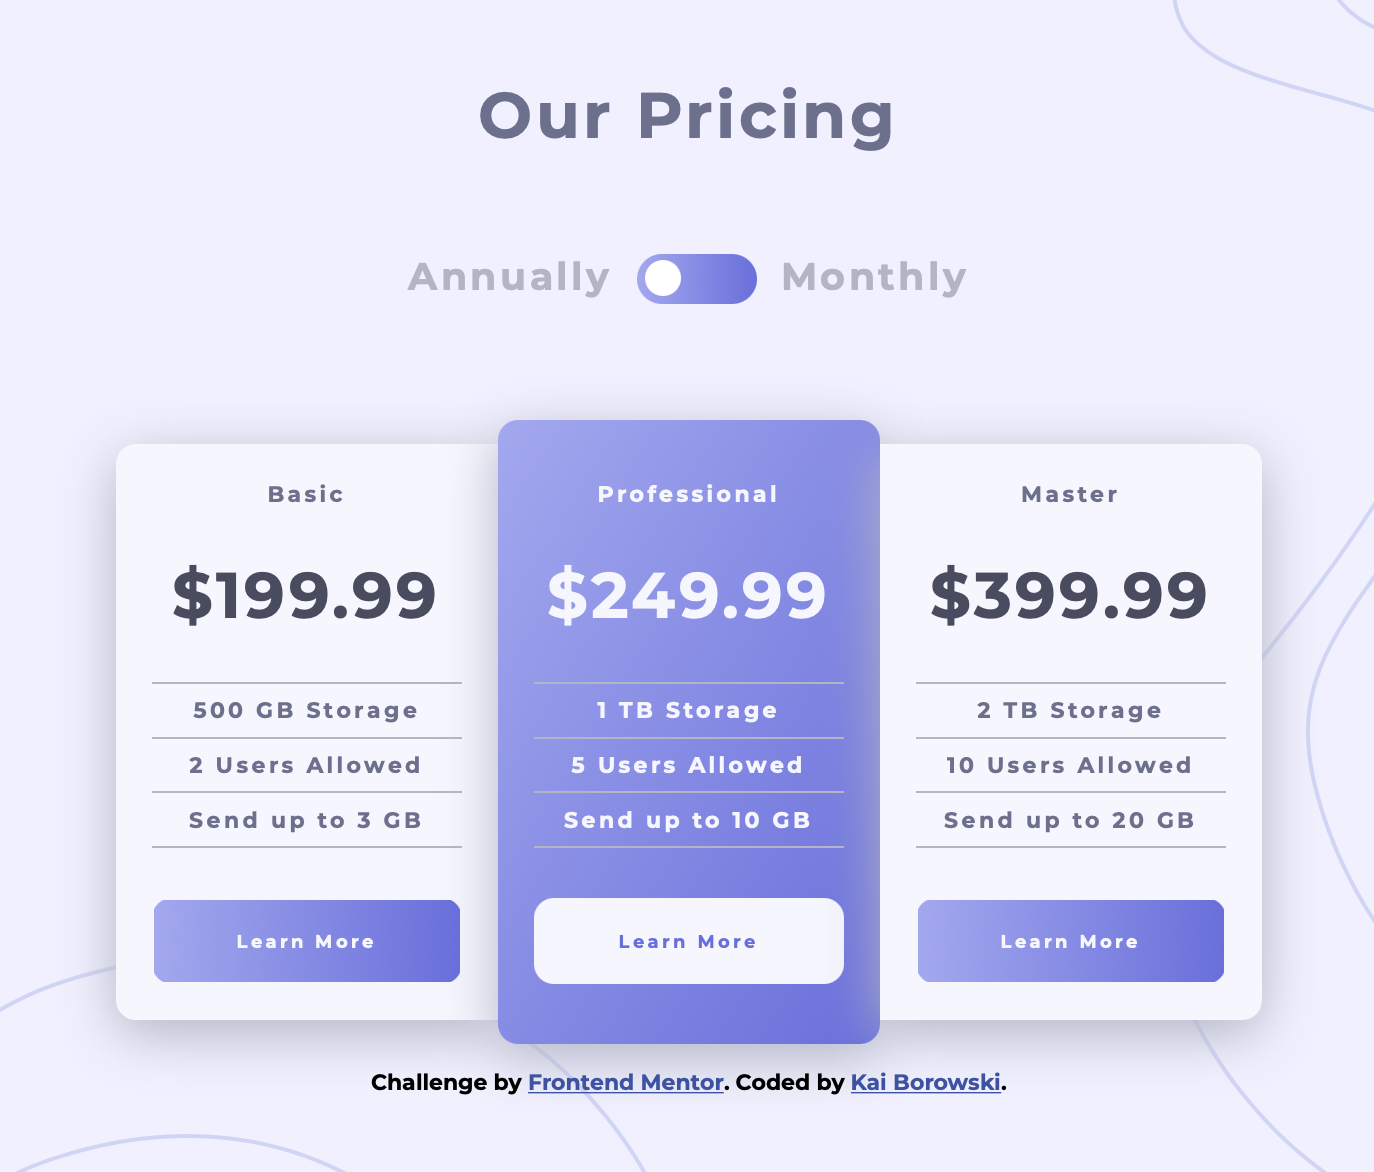 Our Pricing
Annually
Monthly
Basic
$199.99
500 GB Storage
2 Users Allowed
Send up to 3 GB
Learn More
Professional
$249.99
1 TB Storage
5 Users Allowed
Send up to 10 GB
Learn More
Master
$399.99
2 TB Storage
10 Users Allowed
Send up to 20 GB
Learn More
Challenge by Frontend Mentor. Coded by Kai Borowski.